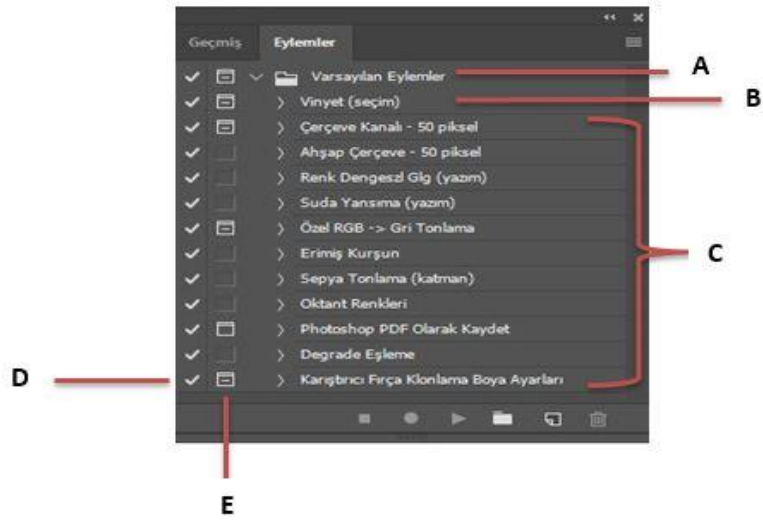 Geçmiş Eylemler
Varsayılan Eylemler A
Vinyet (seçim) B
Çerçeve Kanalı - 50 piksel
Ahşap Çerçeve - 50 piksel
Renk Dengeszl Glg (yazım)
Suda Yansıma (yazım)
Özel RGB -> Gri Tonlama
Erimiş Kurşun C
Sepya Tonlama (katman)
Oktant Renkleri
Photoshop PDF Olarak Kaydet
Degrade Eşleme
D Karıştırıcı Fırça Klonlama Boya Ayarları
E